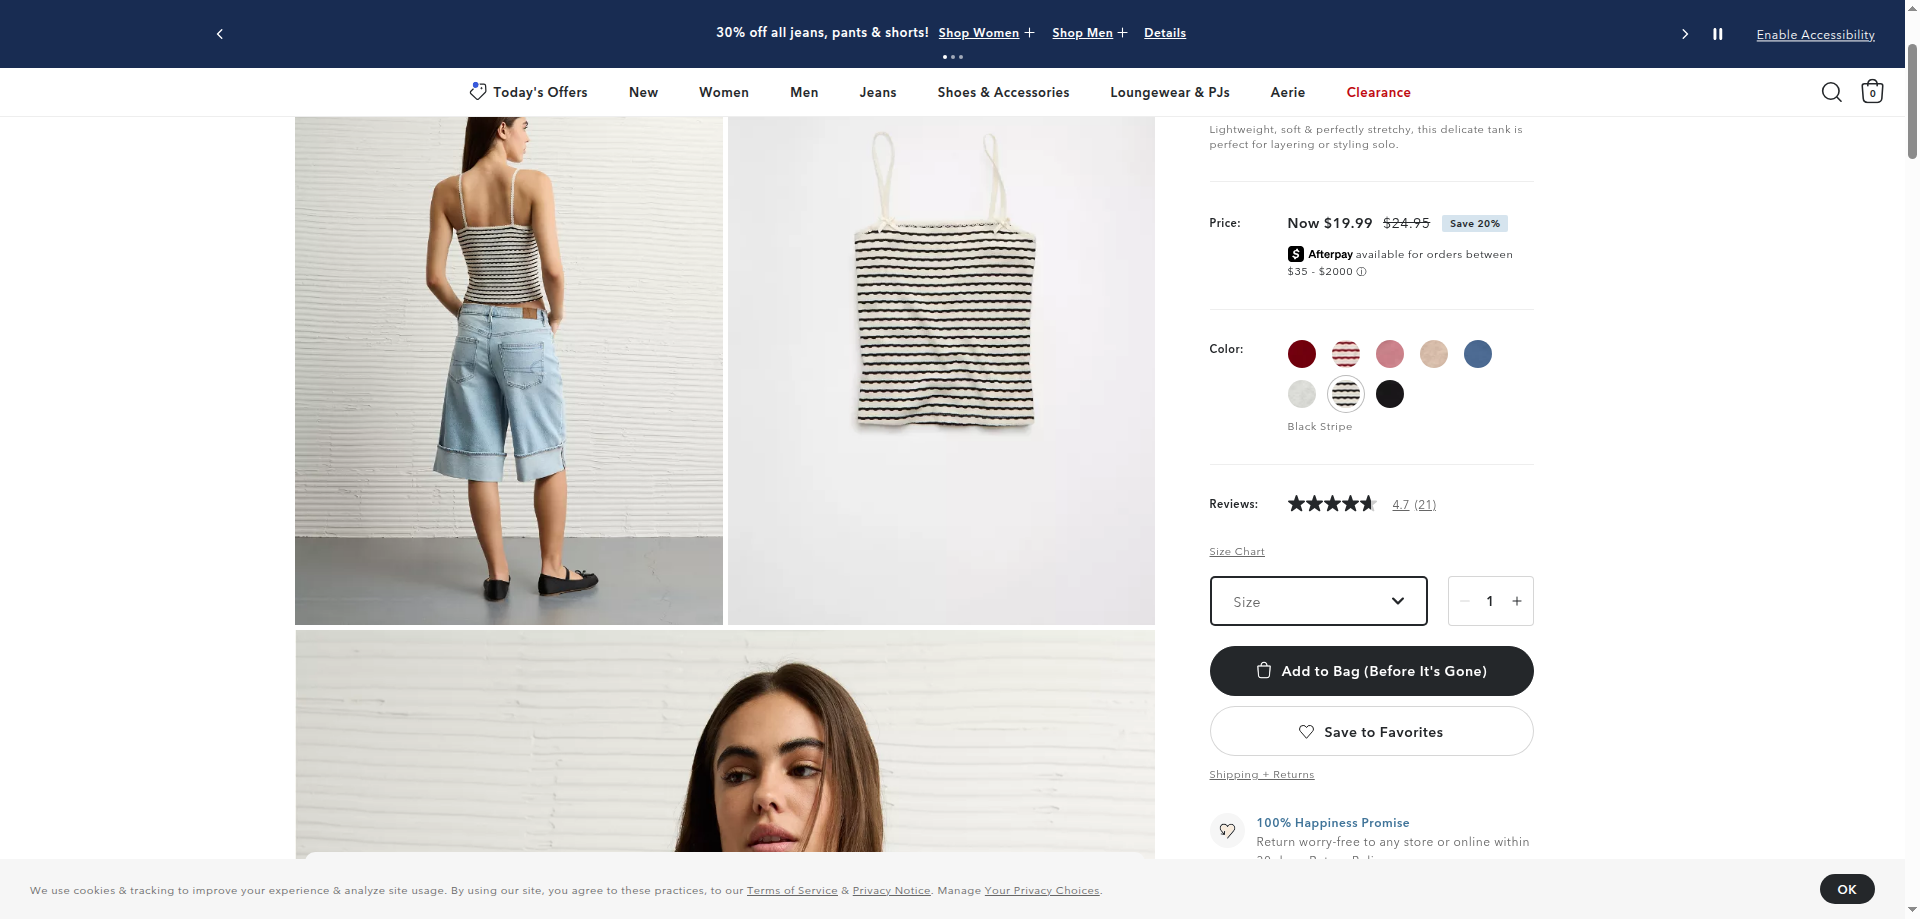 30% off all jeans, pants & shorts! Shop Women + Shop Men + Details
Enable Accessibility
Today's Offers
New
Women
Men
Jeans
Shoes & Accessories
Loungewear & PJs
Aerie
Clearance
0
Lightweight, soft & perfectly stretchy, this delicate tank is
perfect for layering or styling solo.
Price:
Now $19.99 $24.95 Save 20%
Afterpay available for orders between
$35 - $2000 ⓘ
Color:
Black Stripe
Reviews:
4.7 (21)
Size Chart
Size
− 1 +
Add to Bag (Before It's Gone)
Save to Favorites
Shipping + Returns
100% Happiness Promise
Return worry-free to any store or online within
We use cookies & tracking to improve your experience & analyze site usage. By using our site, you agree to these practices, to our Terms of Service & Privacy Notice. Manage Your Privacy Choices.
OK